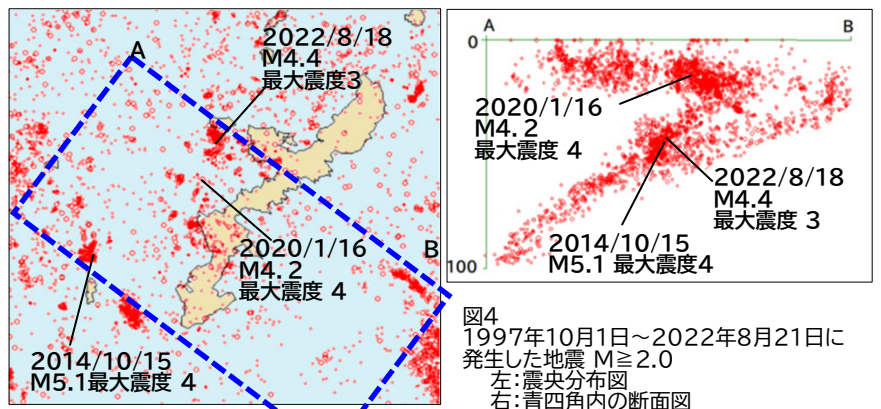 A
2022/8/18
M4.4
最大震度3
2020/1/16
M4.2
最大震度 4
B
2014/10/15
M5.1最大震度 4
A
B
0
2020/1/16
M4.2
最大震度 4
2022/8/18
M4.4
最大震度 3
2014/10/15
M5.1 最大震度4
100
図4
1997年10月1日～2022年8月21日に
発生した地震 M≧2.0
左:震央分布図
右:青四角内の断面図